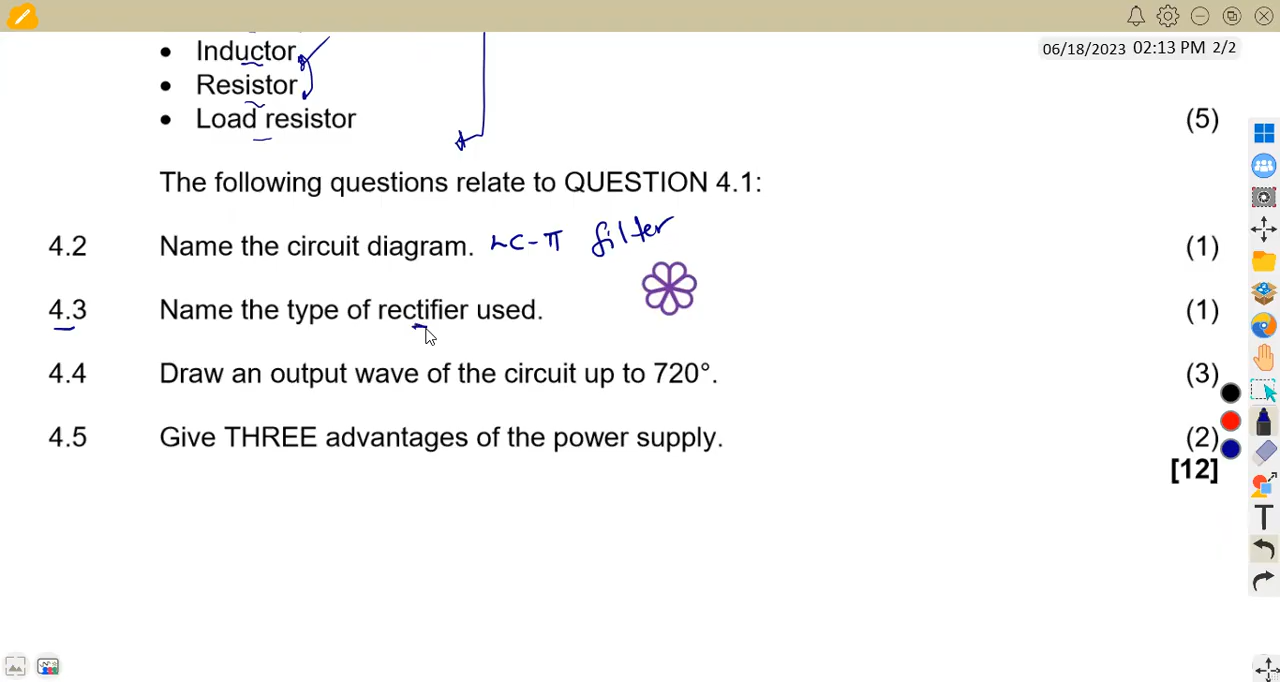 06/18/2023 02:13 PM 2/2
• Inductor
• Resistor
• Load resistor (5)
The following questions relate to QUESTION 4.1:
4.2 Name the circuit diagram. LC-π filter (1)
4.3 Name the type of rectifier used. (1)
4.4 Draw an output wave of the circuit up to 720°. (3)
4.5 Give THREE advantages of the power supply. (2)
[12]
T